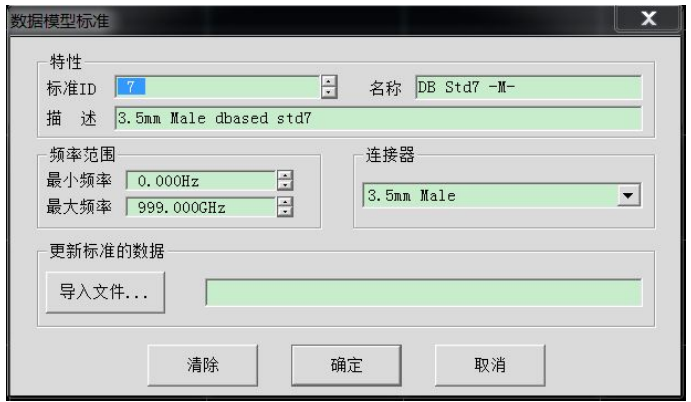 数据模型标准
X
特性
标准ID 7 名称 DB Std7 -M-
描 述 3.5mm Male dbased std7
频率范围
最小频率 0.000Hz
最大频率 999.000GHz
连接器
3.5mm Male
更新标准的数据
导入文件...
清除 确定 取消